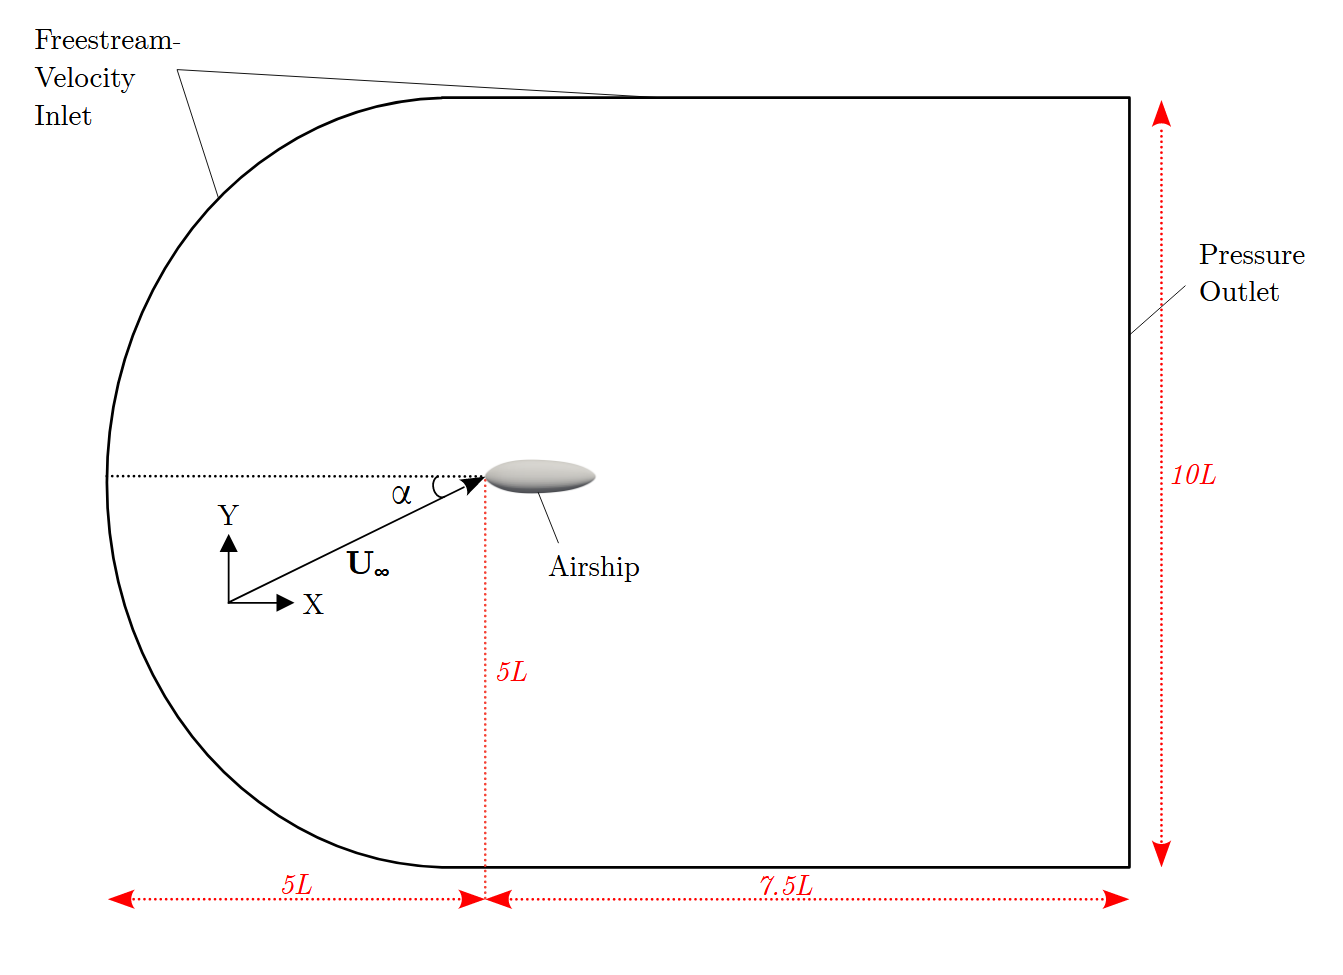 Freestream-
Velocity
Inlet
Pressure
Outlet
10L
α
Y
U∞
Airship
X
5L
5L
7.5L